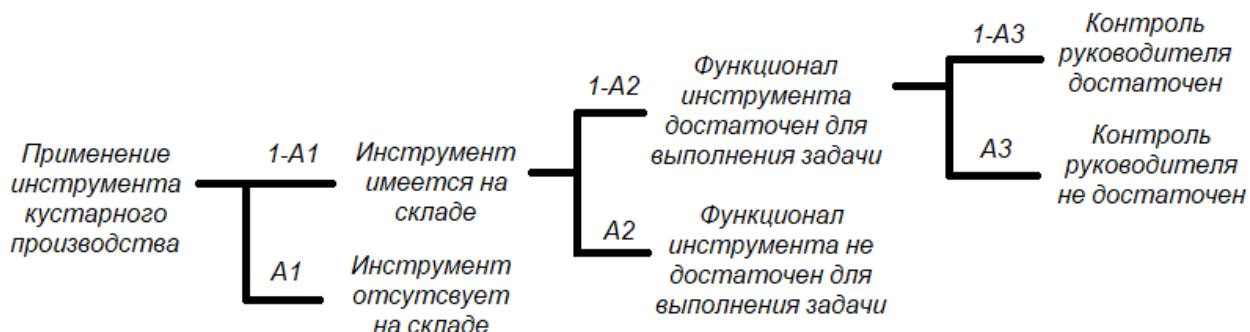 Применение
инструмента
кустарного
производства
1-А1
Инструмент
имеется на
складе
А1
Инструмент
отсутсвует
на складе
1-А2
Функционал
инструмента
достаточен для
выполнения задачи
А2
Функционал
инструмента не
достаточен для
выполнения задачи
1-А3
Контроль
руководителя
достаточен
А3
Контроль
руководителя
не достаточен